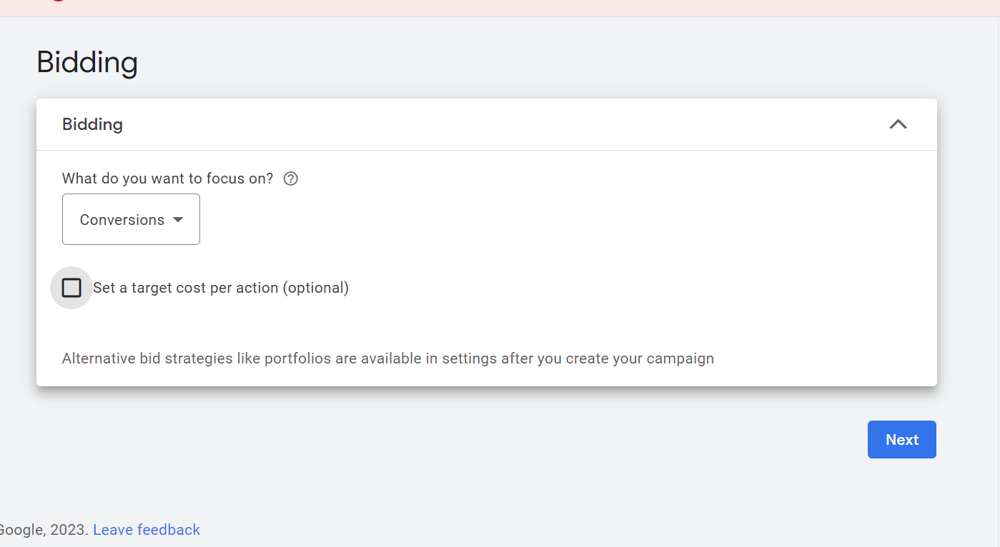 Bidding
Bidding
What do you want to focus on?
Conversions
Set a target cost per action (optional)
Alternative bid strategies like portfolios are available in settings after you create your campaign
Next
Google, 2023. Leave feedback